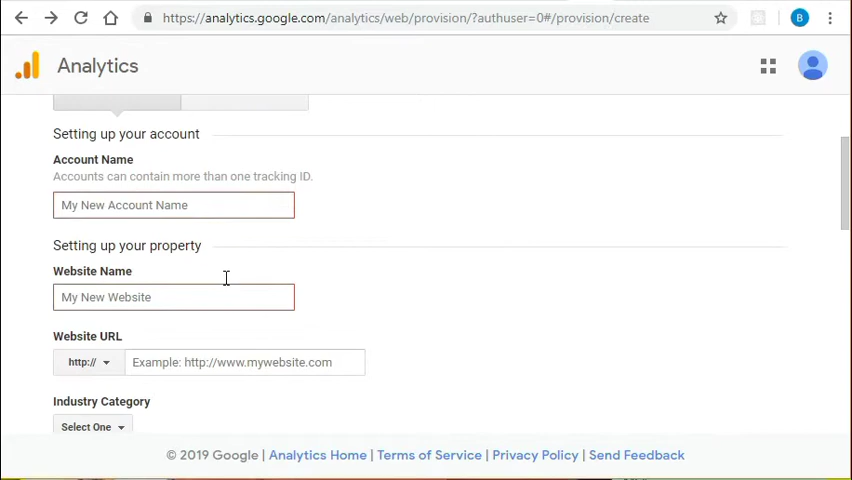 https://analytics.google.com/analytics/web/provision/?authuser=0#/provision/create
B
Analytics
Setting up your account
Account Name
Accounts can contain more than one tracking ID.
My New Account Name
Setting up your property
Website Name
My New Website
Website URL
http:// Example: http://www.mywebsite.com
Industry Category
Select One
© 2019 Google | Analytics Home | Terms of Service | Privacy Policy | Send Feedback